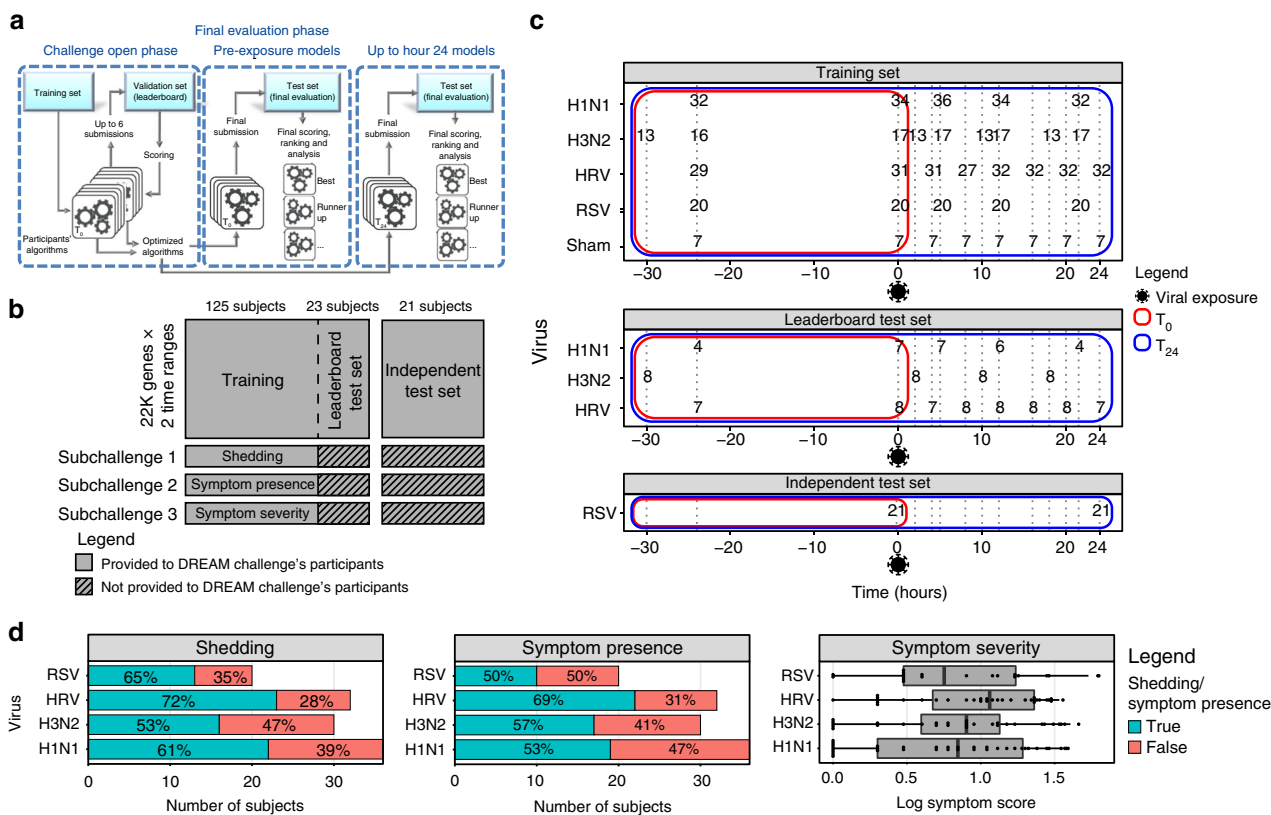 a
Final evaluation phase
Challenge open phase
Pre-exposure models
Up to hour 24 models
Training set
Validation set
(leaderboard)
Test set
(final evaluation)
Test set
(final evaluation)
Up to 6
submissions
Scoring
Final
submission
Final scoring,
ranking and
analysis
Final
submission
Final scoring,
ranking and
analysis
T0
Participants'
algorithms
Optimized
algorithms
T0
Best
Runner
up
...
T24
Best
Runner
up
...
b
125 subjects
23 subjects
21 subjects
22K genes ×
2 time ranges
Training
Leaderboard
test set
Independent
test set
Subchallenge 1
Shedding
Subchallenge 2
Symptom presence
Subchallenge 3
Symptom severity
Legend
Provided to DREAM challenge's participants
Not provided to DREAM challenge's participants
c
Virus
Training set
H1N1 32 34 36 34 32
H3N2 13 16 17 13 17 13 17 13 17
HRV 29 31 31 27 32 32 32 32 32
RSV 20 20 20 20 20
Sham 7 7 7 7 7 7 7 7 7
−30 −20 −10 0 10 20 24
Leaderboard test set
H1N1 4 7 7 6 4
H3N2 8 8 8 8
HRV 7 8 7 8 8 8 8 7
−30 −20 −10 0 10 20 24
Independent test set
RSV 21 21
−30 −20 −10 0 10 20 24
Time (hours)
Legend
Viral exposure
T0
T24
d
Virus
Shedding
RSV 65% 35%
HRV 72% 28%
H3N2 53% 47%
H1N1 61% 39%
0 10 20 30
Number of subjects
Symptom presence
RSV 50% 50%
HRV 69% 31%
H3N2 57% 41%
H1N1 53% 47%
0 10 20 30
Number of subjects
Symptom severity
RSV
HRV
H3N2
H1N1
0.0 0.5 1.0 1.5
Log symptom score
Legend
Shedding/
symptom presence
True
False